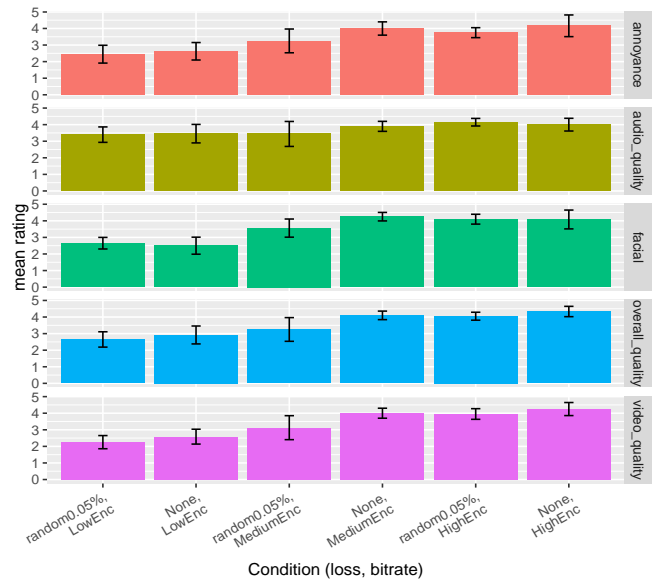 5
4
3
2
1
0
annoyance
5
4
3
2
1
0
audio_quality
5
4
3
2
1
0
facial
5
4
3
2
1
0
overall_quality
5
4
3
2
1
0
video_quality
mean rating
random0.05%,
LowEnc
None,
LowEnc
random0.05%,
MediumEnc
None,
MediumEnc
random0.05%,
HighEnc
None,
HighEnc
Condition (loss, bitrate)